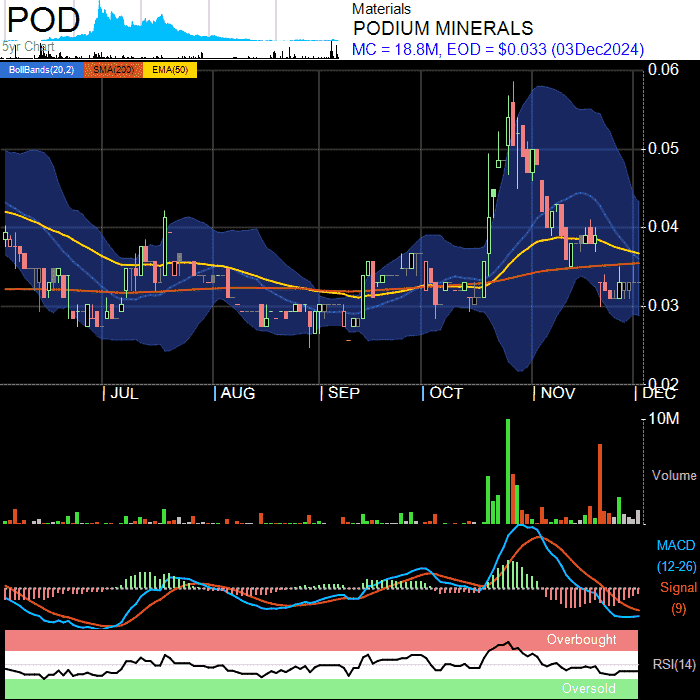 POD
5yr Chart
Materials
PODIUM MINERALS
MC = 18.8M, EOD = $0.033 (03Dec2024)
BollBands(20,2) SMA(200) EMA(50)
0.06
0.05
0.04
0.03
0.02
| JUL | AUG | SEP | OCT | NOV | DEC
10M
Volume
MACD
(12-26)
Signal
(9)
Overbought
RSI(14)
Oversold